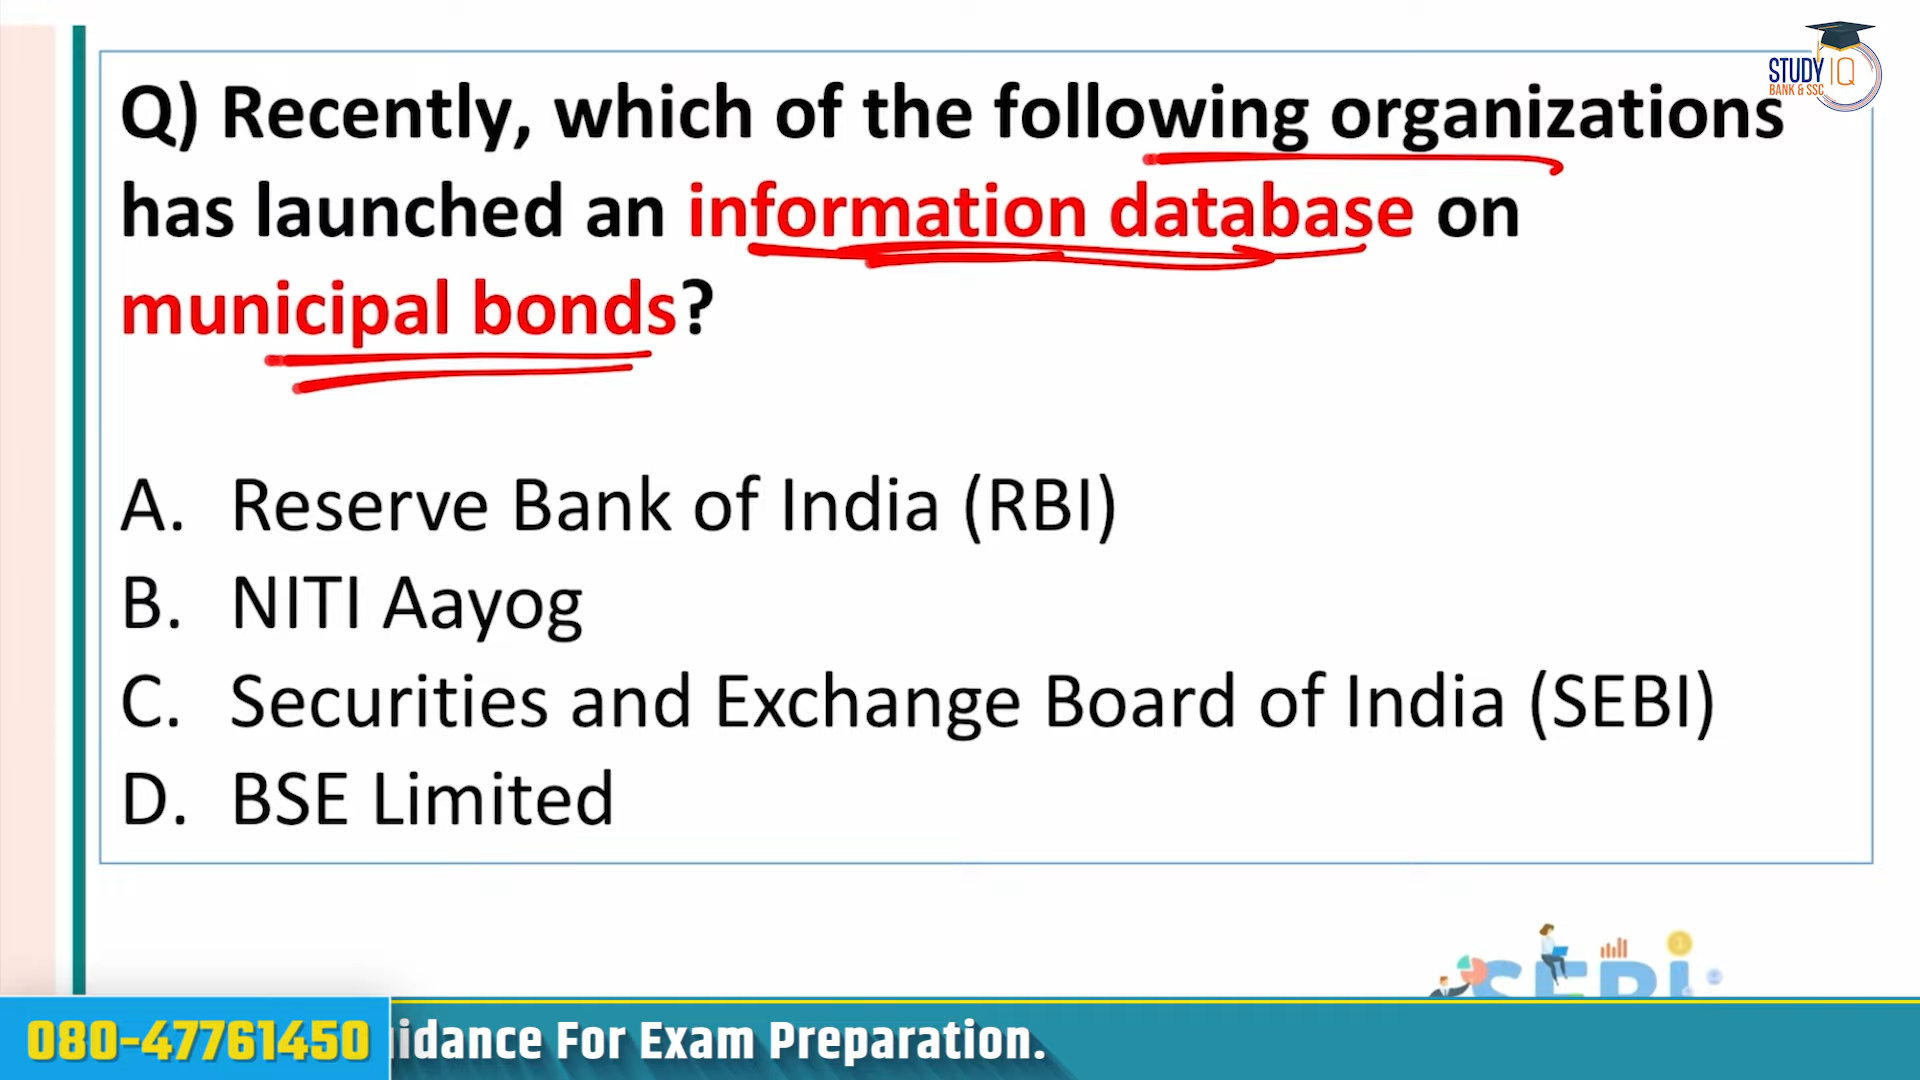 STUDY IQ
BANK & SSC
Q) Recently, which of the following organizations
has launched an information database on
municipal bonds?
A. Reserve Bank of India (RBI)
B. NITI Aayog
C. Securities and Exchange Board of India (SEBI)
D. BSE Limited
SEBI
080-47761450 uidance For Exam Preparation.